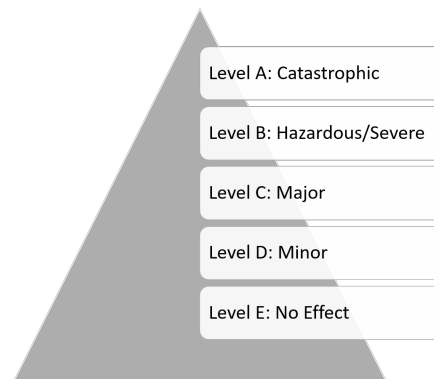 Level A: Catastrophic
Level B: Hazardous/Severe
Level C: Major
Level D: Minor
Level E: No Effect